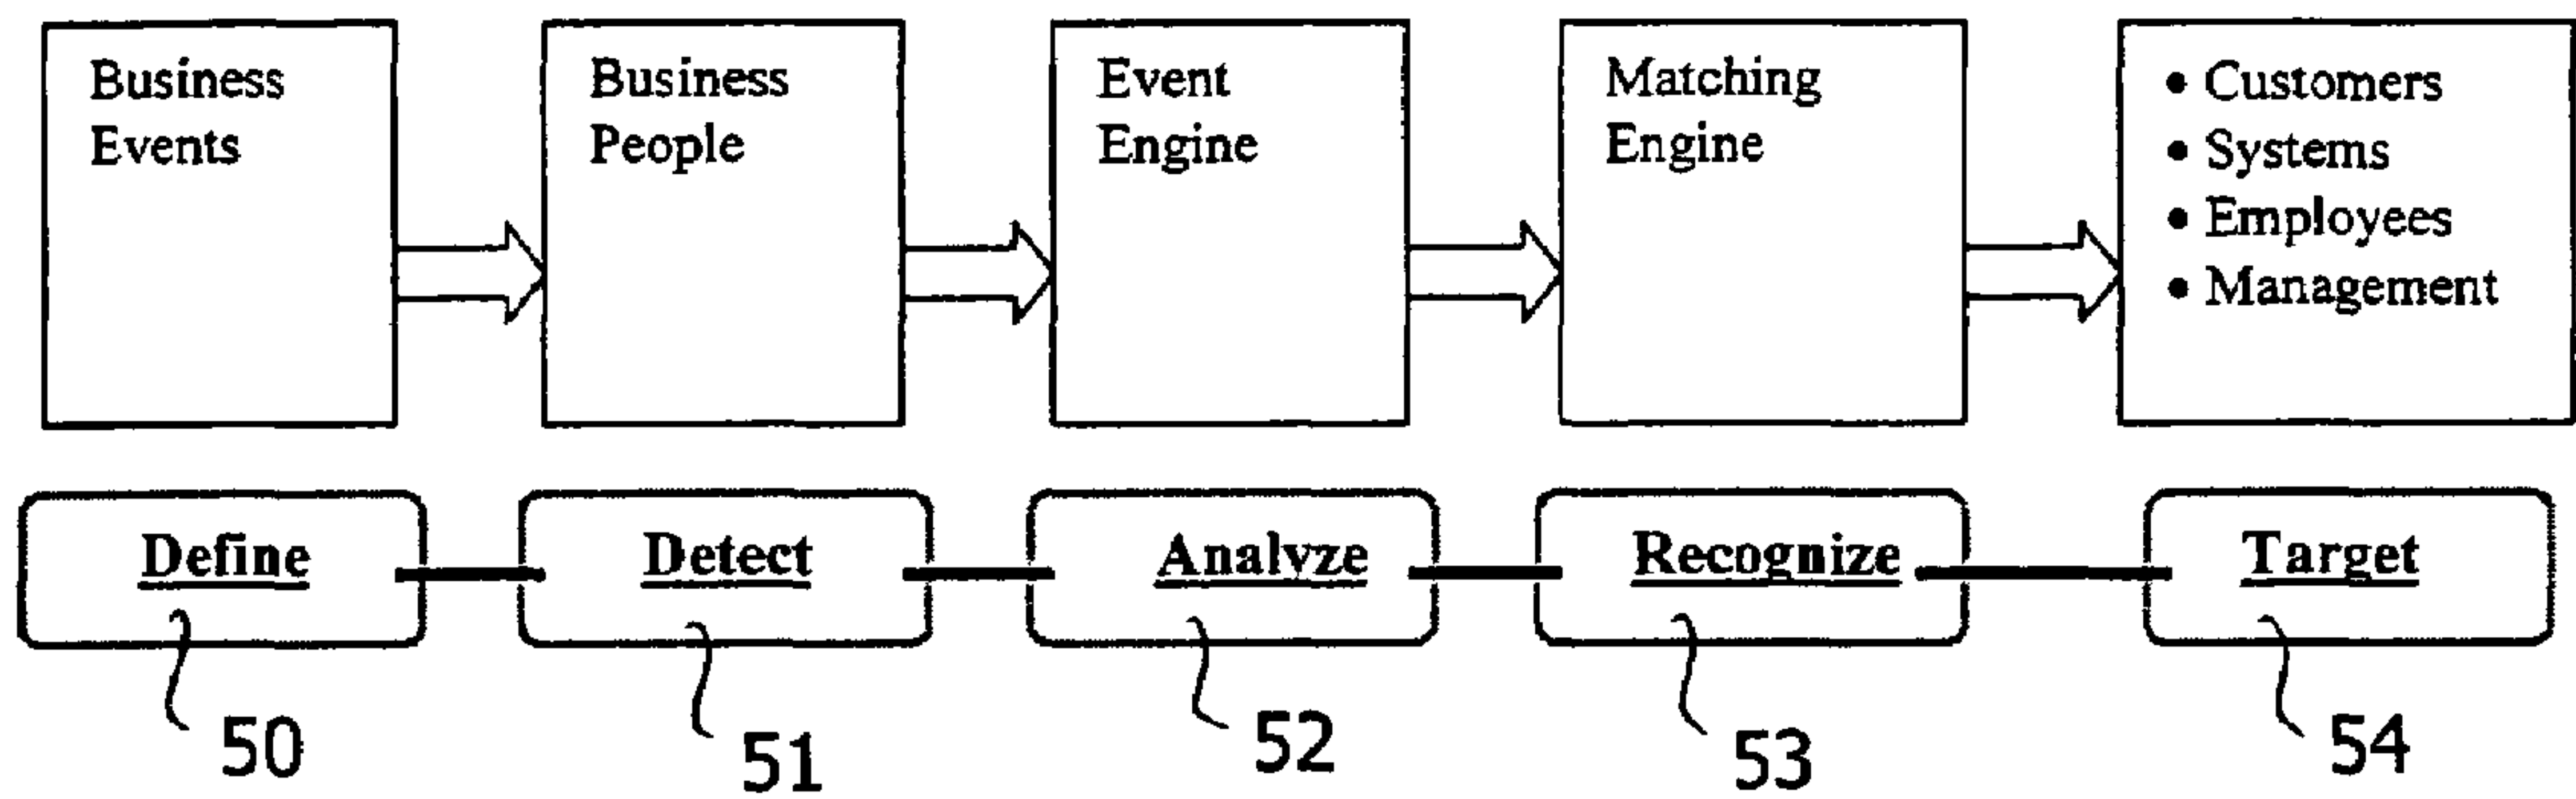 Business
Events
Business
People
Event
Engine
Matching
Engine
• Customers
• Systems
• Employees
• Management
Define
Detect
Analyze
Recognize
Target
50
51
52
53
54